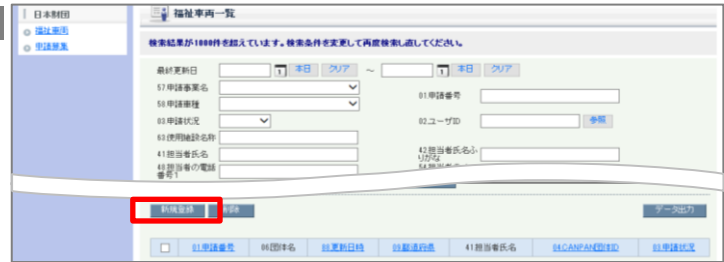 日本財団
福祉車両一覧
福祉車両
申請募集
検索結果が1000件を超えています。検索条件を変更して再度検索し直してください。
最終更新日 1 本日 クリア ～ 1 本日 クリア
57.申請事業名
01.申請番号
58.申請車種
03.申請状況
02.ユーザID 参照
63.使用施設名称
41.担当者氏名
42.担当者氏名ふりがな
番号1
新規登録 削除 データ出力
01.申請番号 06.団体名 08.更新日時 09.都道府県 41.担当者氏名 04.CANPAN団体ID 03.申請状況